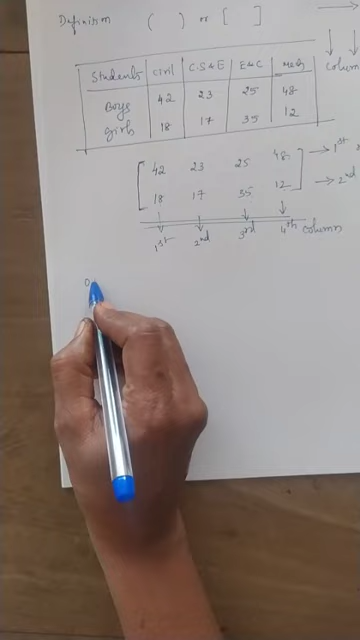 Definition ( ) or [ ]
Students Civil C.S & E E & C Mech
Boys 42 23 25 48
Girls 18 17 35 12
42 23 25 48 → 1st
18 17 35 12 → 2nd
1st 2nd 3rd 4th column